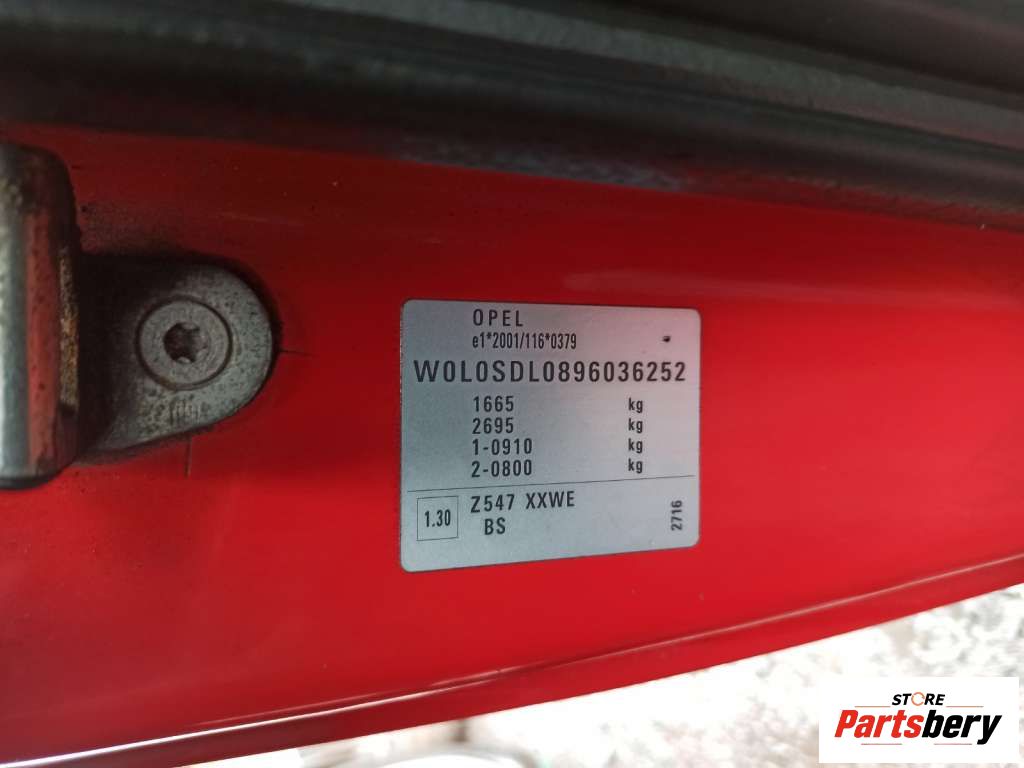 OPEL
e1*2001/116*0379
W0L0SDL0896036252
1665 kg
2695 kg
1-0910 kg
2-0800 kg
1.30 Z547 XXWE
BS
2716
STORE
Partsbery